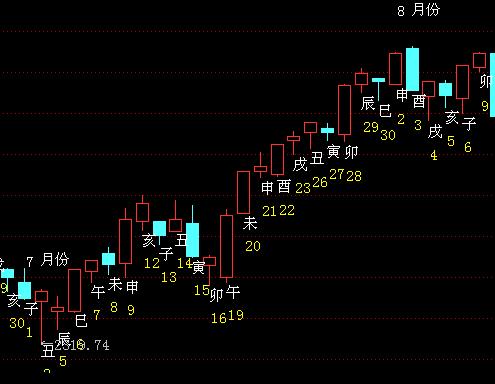 8 月份
卯
9
辰
29
巳
30
申
2
酉
3
戌
4
亥
5
子
6
寅
27
卯
28
丑
26
戌
23
申
21
酉
22
未
20
亥
12
子
13
丑
14
寅
15
卯
16
午
19
7 月份
9
亥
30
子
1
丑
辰
5
巳
6
午
7
未
8
申
9
←2319.74